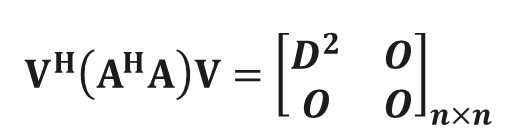 V^H(A^H A)V = [D^2 O
O O]_{n×n}